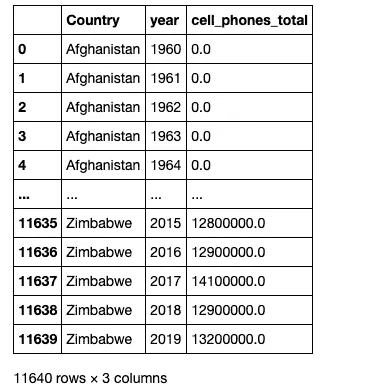 Country year cell_phones_total
0 Afghanistan 1960 0.0
1 Afghanistan 1961 0.0
2 Afghanistan 1962 0.0
3 Afghanistan 1963 0.0
4 Afghanistan 1964 0.0
... ... ... ...
11635 Zimbabwe 2015 12800000.0
11636 Zimbabwe 2016 12900000.0
11637 Zimbabwe 2017 14100000.0
11638 Zimbabwe 2018 12900000.0
11639 Zimbabwe 2019 13200000.0
11640 rows × 3 columns